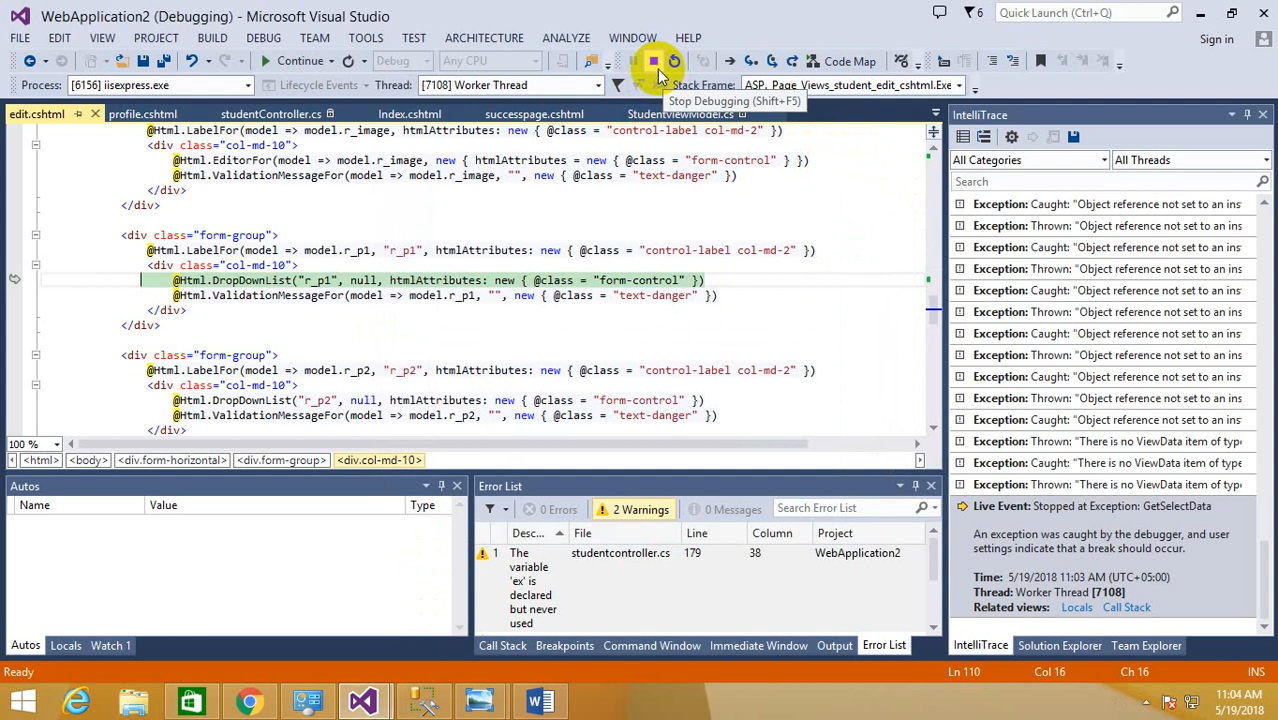 WebApplication2 (Debugging) - Microsoft Visual Studio
6
Quick Launch (Ctrl+Q)
FILE EDIT VIEW PROJECT BUILD DEBUG TEAM TOOLS TEST ARCHITECTURE ANALYZE WINDOW HELP
Sign in
Continue Debug Any CPU Code Map
Process: [6156] iisexpress.exe Lifecycle Events Thread: [7108] Worker Thread Stack Frame: ASP._Page_Views_student_edit_cshtml.Exe
Stop Debugging (Shift+F5)
edit.cshtml profile.cshtml studentController.cs Index.cshtml successpage.cshtml StudentviewModel.cs
@Html.LabelFor(model => model.r_image, htmlAttributes: new { @class = "control-label col-md-2" })
<div class="col-md-10">
@Html.EditorFor(model => model.r_image, new { htmlAttributes = new { @class = "form-control" } })
@Html.ValidationMessageFor(model => model.r_image, "", new { @class = "text-danger" })
</div>
</div>
<div class="form-group">
@Html.LabelFor(model => model.r_p1, "r_p1", htmlAttributes: new { @class = "control-label col-md-2" })
<div class="col-md-10">
@Html.DropDownList("r_p1", null, htmlAttributes: new { @class = "form-control" })
@Html.ValidationMessageFor(model => model.r_p1, "", new { @class = "text-danger" })
</div>
</div>
<div class="form-group">
@Html.LabelFor(model => model.r_p2, "r_p2", htmlAttributes: new { @class = "control-label col-md-2" })
<div class="col-md-10">
@Html.DropDownList("r_p2", null, htmlAttributes: new { @class = "form-control" })
@Html.ValidationMessageFor(model => model.r_p2, "", new { @class = "text-danger" })
</div>
100 %
<html> <body> <div.form-horizontal> <div.form-group> <div.col-md-10>
IntelliTrace
All Categories All Threads
Search
Exception: Caught: "Object reference not set to an ins
Exception: Thrown: "Object reference not set to an ins
Exception: Caught: "Object reference not set to an ins
Exception: Thrown: "Object reference not set to an ins
Exception: Caught: "Object reference not set to an ins
Exception: Thrown: "Object reference not set to an ins
Exception: Caught: "Object reference not set to an ins
Exception: Thrown: "Object reference not set to an ins
Exception: Caught: "Object reference not set to an ins
Exception: Thrown: "Object reference not set to an ins
Exception: Caught: "Object reference not set to an ins
Exception: Thrown: "There is no ViewData item of type
Exception: Caught: "There is no ViewData item of type
Exception: Thrown: "There is no ViewData item of type
Live Event: Stopped at Exception: GetSelectData
An exception was caught by the debugger, and user
settings indicate that a break should occur.
Time: 5/19/2018 11:03 AM (UTC+05:00)
Thread: Worker Thread [7108]
Related views: Locals Call Stack
Autos
Name Value Type
Error List
0 Errors 2 Warnings 0 Messages Search Error List
Desc... File Line Column Project
1 The studentcontroller.cs 179 38 WebApplication2
variable
'ex' is
declared
but never
used
Autos Locals Watch 1
Call Stack Breakpoints Command Window Immediate Window Output Error List
IntelliTrace Solution Explorer Team Explorer
Ready Ln 110 Col 16 Ch 16 INS
11:04 AM
5/19/2018